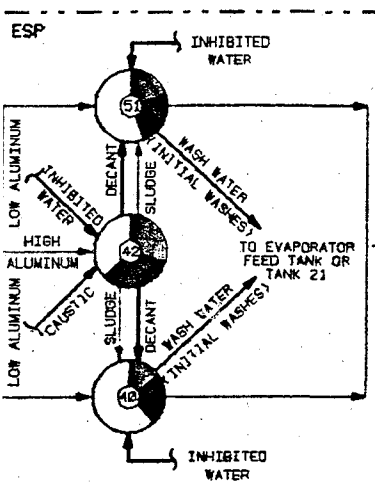 ESP
INHIBITED
WATER
51
LOW ALUMINUM
DECANT
SLUDGE
WASH WATER
(INITIAL WASHES)
INHIBITED
WATER
HIGH
ALUMINUM
42
TO EVAPORATOR
FEED TANK OR
TANK 21
CAUSTIC
LOW ALUMINUM
SLUDGE
DECANT
WASH WATER
(INITIAL WASHES)
40
INHIBITED
WATER